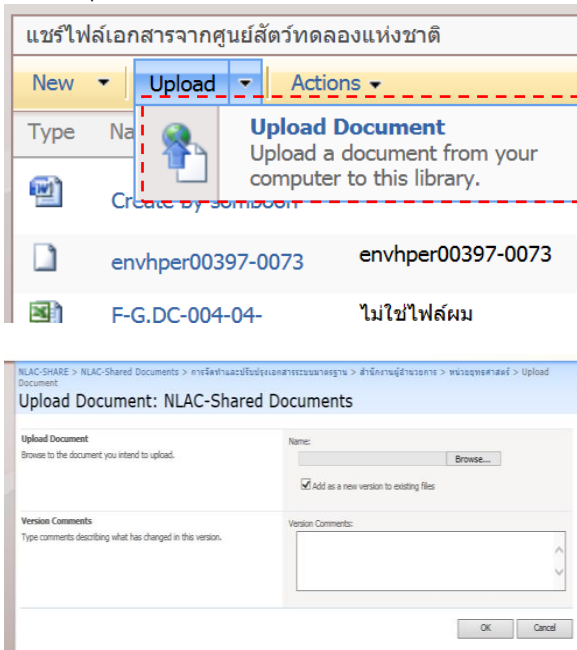 แชร์ไฟล์เอกสารจากศูนย์สัตว์ทดลองแห่งชาติ
New Upload Actions
Type Na
Upload Document
Upload a document from your
computer to this library.
Create by somboon
envhper00397-0073 envhper00397-0073
F-G.DC-004-04- ไม่ใช่ไฟล์ผม
NLAC-SHARE > NLAC-Shared Documents > การจัดทำและปรับปรุงเอกสารระบบมาตรฐาน > สำนักงานผู้อำนวยการ > หน่วยยุทธศาสตร์ > Upload
Document
Upload Document: NLAC-Shared Documents
Upload Document
Browse to the document you intend to upload.
Name:
Browse...
Add as a new version to existing files
Version Comments
Type comments describing what has changed in this version.
Version Comments:
OK Cancel